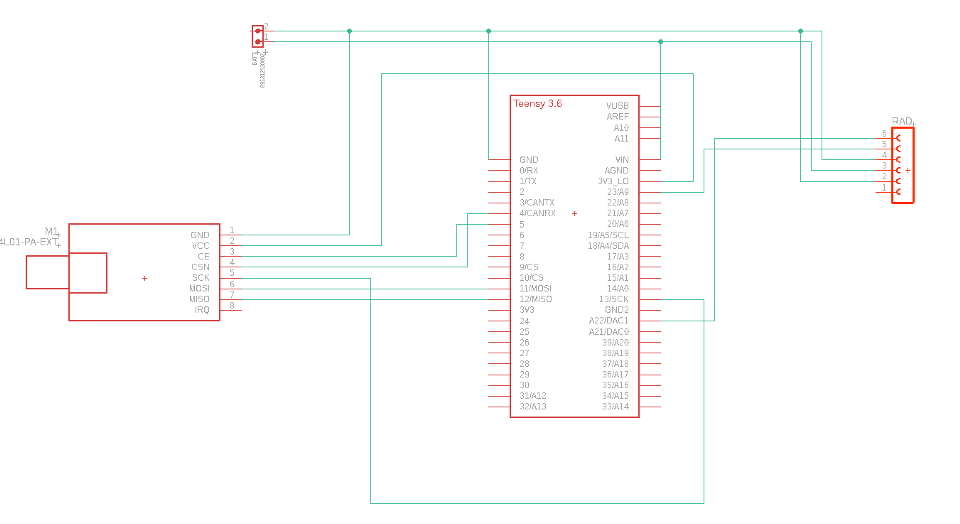 2
1
BAT
691412120002
Teensy 3.6
VUSB
AREF
A10
A11
GND
VIN
0/RX
AGND
1/TX
3V3_LO
2
23/A9
3/CANTX
22/A8
4/CANRX
21/A7
5
20/A6
6
19/A5/SCL
7
18/A4/SDA
8
17/A3
9/CS
16/A2
10/CS
15/A1
11/MOSI
14/A0
12/MISO
13/SCK
3V3
GND2
24
A22/DAC1
25
A21/DAC0
26
39/A20
27
38/A19
28
37/A18
29
36/A17
30
35/A16
31/A12
34/A15
32/A13
33/A14
RAD
6
5
4
3
2
1
M1
4L01-PA-EXT
GND 1
VCC 2
CE 3
CSN 4
SCK 5
MOSI 6
MISO 7
IRQ 8